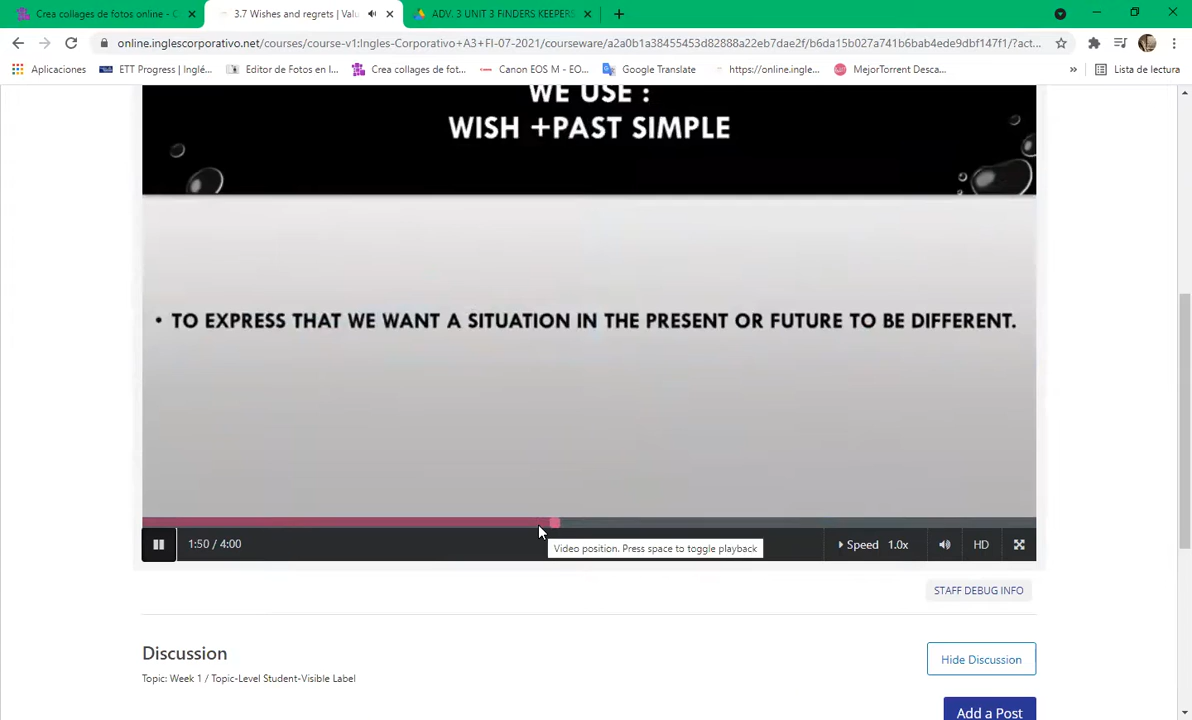 Crea collages de fotos online - C
3.7 Wishes and regrets | Valu
ADV. 3 UNIT 3 FINDERS KEEPERS.
online.inglescorporativo.net/courses/course-v1:Ingles-Corporativo+A3+FI-07-2021/courseware/a2a0b1a38455453d82888a22eb7dae2f/b6da15b027a741b6bab4ede9dbf147f1/?act...
Aplicaciones
ETT Progress | Inglé...
Editor de Fotos en l...
Crea collages de fot...
Canon EOS M - EO...
Google Translate
https://online.ingle...
MejorTorrent Desca...
»
Lista de lectura
WE USE :
WISH +PAST SIMPLE
• TO EXPRESS THAT WE WANT A SITUATION IN THE PRESENT OR FUTURE TO BE DIFFERENT.
1:50 / 4:00
Speed 1.0x
HD
Video position. Press space to toggle playback
STAFF DEBUG INFO
Discussion
Hide Discussion
Topic: Week 1 / Topic-Level Student-Visible Label
Add a Post